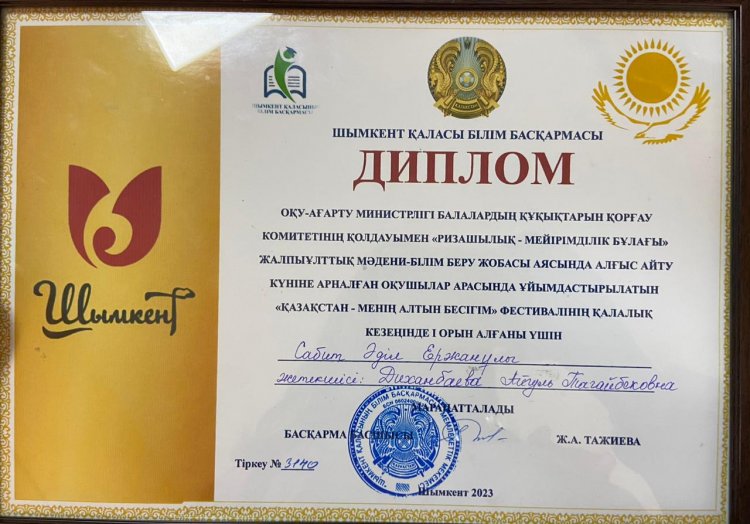 ШЫМКЕНТ ҚАЛАСЫНЫҢ
БІЛІМ БАСҚАРМАСЫ
ҚАЗАҚСТАН
ШЫМКЕНТ ҚАЛАСЫ БІЛІМ БАСҚАРМАСЫ
ДИПЛОМ
ОҚУ-АҒАРТУ МИНИСТРЛІГІ БАЛАЛАРДЫҢ ҚҰҚЫҚТАРЫН ҚОРҒАУ
КОМИТЕТІНІҢ ҚОЛДАУЫМЕН «РИЗАШЫЛЫҚ - МЕЙІРІМДІЛІК БҰЛАҒЫ»
ЖАЛПЫҰЛТТЫҚ МӘДЕНИ-БІЛІМ БЕРУ ЖОБАСЫ АЯСЫНДА АЛҒЫС АЙТУ
КҮНІНЕ АРНАЛҒАН ОҚУШЫЛАР АРАСЫНДА ҰЙЫМДАСТЫРЫЛАТЫН
«ҚАЗАҚСТАН - МЕНІҢ АЛТЫН БЕСІГІМ» ФЕСТИВАЛІНІҢ ҚАЛАЛЫҚ
КЕЗЕҢІНДЕ І ОРЫН АЛҒАНЫ ҮШІН
Шымкент
Сабит Әділ Ержанұлы
жетекшісі: Диханбаева Айгуль Тагайбековна
МАРАПАТТАЛАДЫ
БАСҚАРМА БАСШЫСЫ
Ж.А. ТАЖИЕВА
Тіркеу № 3140
Шымкент 2023